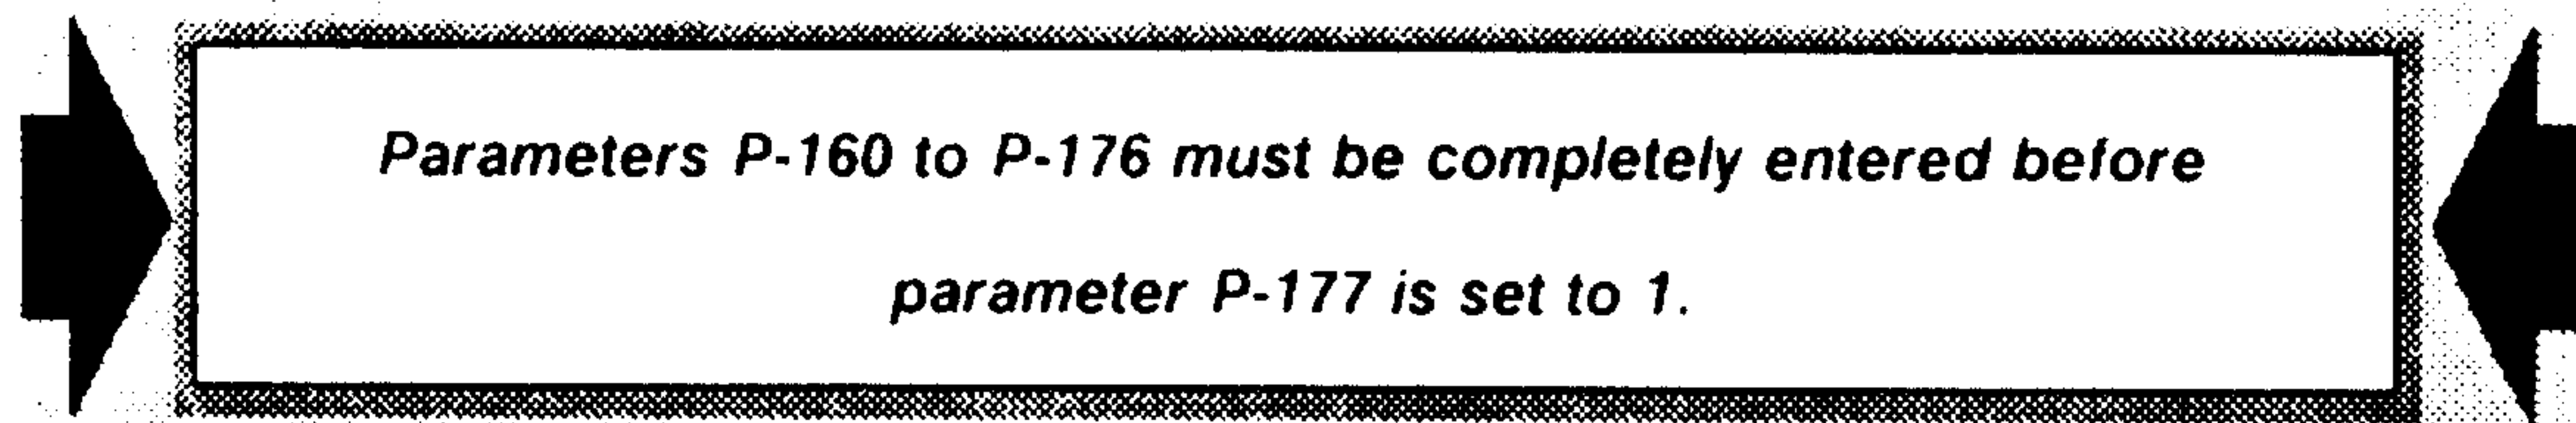 Parameters P-160 to P-176 must be completely entered before
parameter P-177 is set to 1.